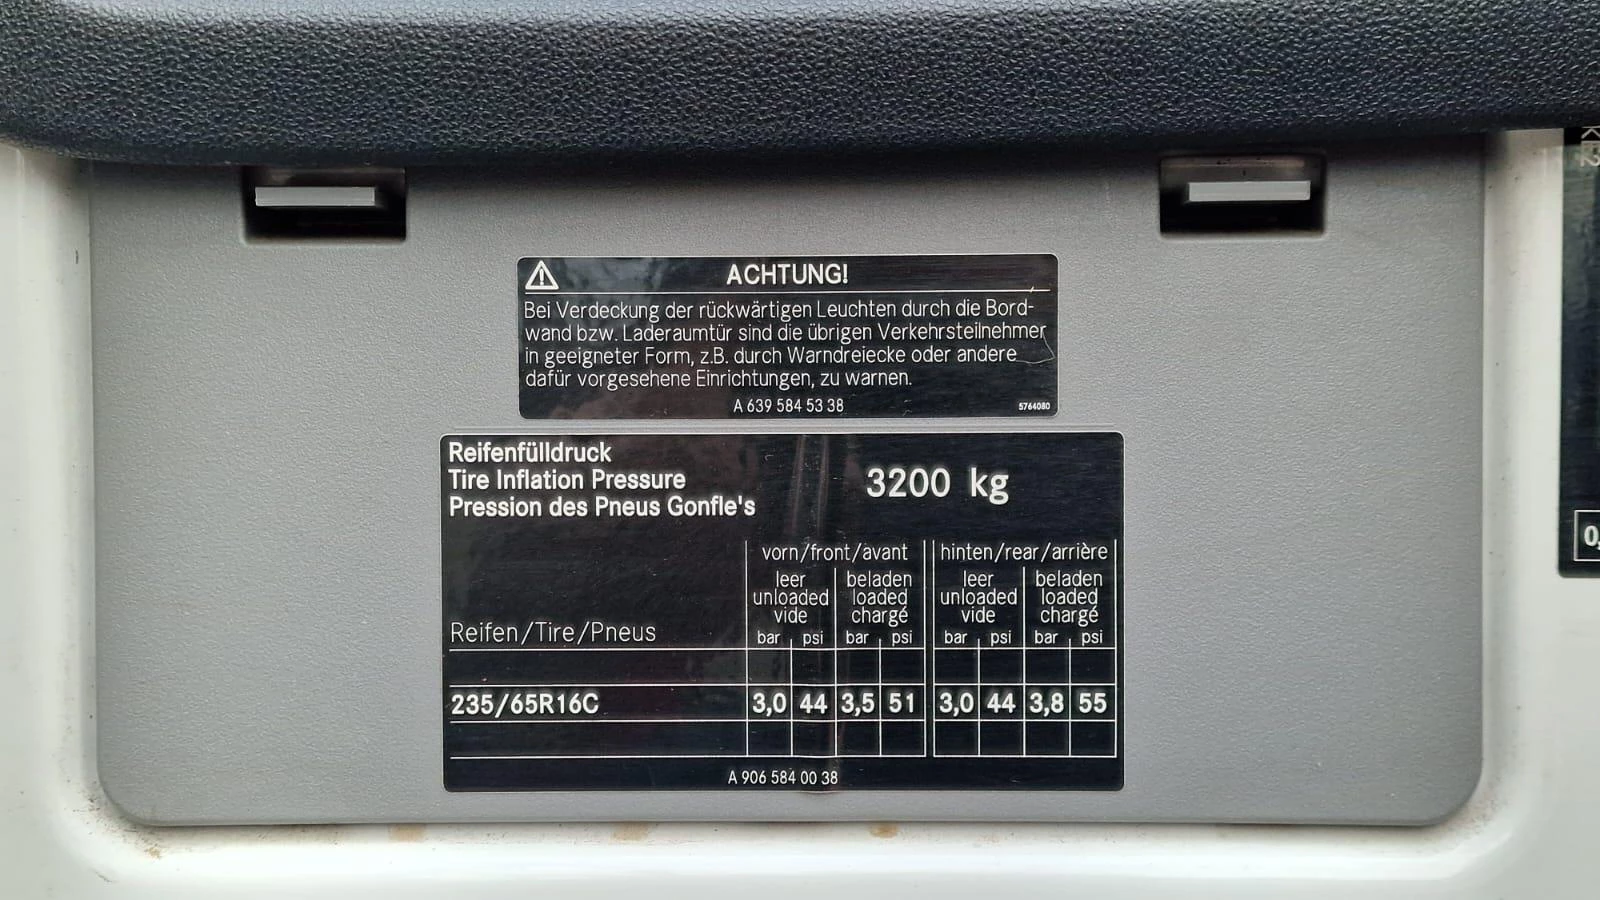 ACHTUNG!
Bei Verdeckung der rückwärtigen Leuchten durch die Bord-
wand bzw. Laderaumtür sind die übrigen Verkehrsteilnehmer
in geeigneter Form, z.B. durch Warndreiecke oder andere
dafür vorgesehene Einrichtungen, zu warnen.
A 639 584 53 38 5764080
Reifenfülldruck
Tire Inflation Pressure
Pression des Pneus Gonfle's
3200 kg
vorn/front/avant hinten/rear/arrière
leer beladen leer beladen
unloaded loaded unloaded loaded
vide chargé vide chargé
Reifen/Tire/Pneus bar psi bar psi bar psi bar psi
235/65R16C 3,0 44 3,5 51 3,0 44 3,8 55
A 906 584 00 38
0,